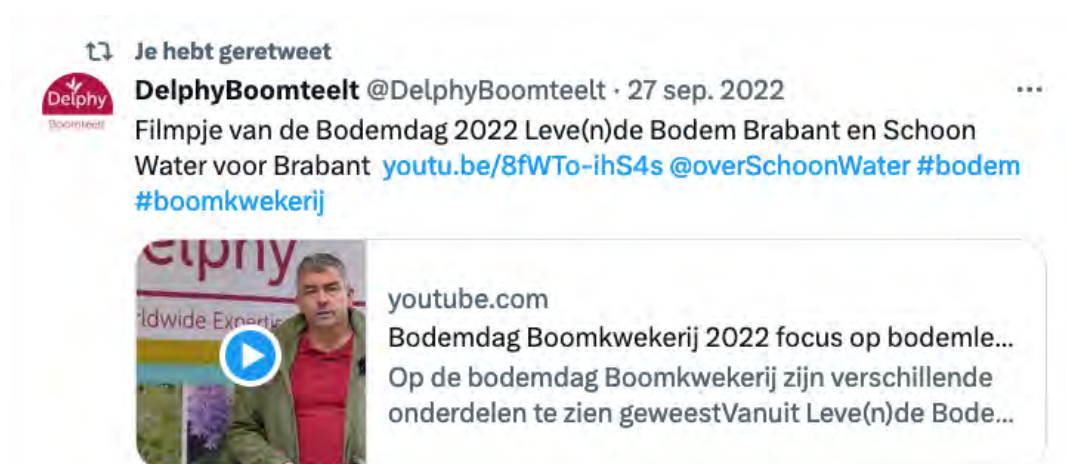 Je hebt geretweet
Delphy
Boomteelt
DelphyBoomteelt @DelphyBoomteelt · 27 sep. 2022
Filmpje van de Bodemdag 2022 Leve(n)de Bodem Brabant en Schoon
Water voor Brabant youtu.be/8fWTo-ihS4s @overSchoonWater #bodem
#boomkwekerij
elphy
ldwide Expertis
youtube.com
Bodemdag Boomkwekerij 2022 focus op bodemle...
Op de bodemdag Boomkwekerij zijn verschillende
onderdelen te zien geweestVanuit Leve(n)de Bode...